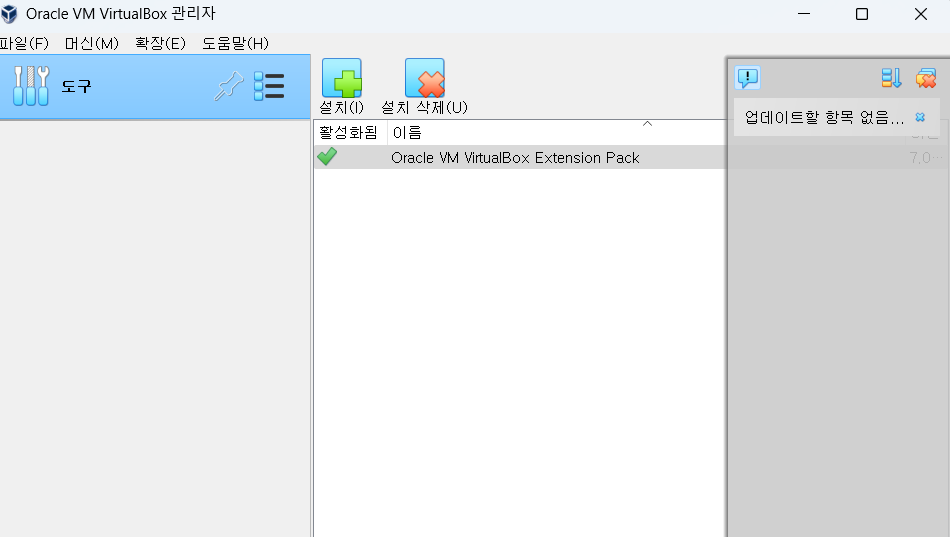 Oracle VM VirtualBox 관리자
파일(F) 머신(M) 확장(E) 도움말(H)
도구
설치(I) 설치 삭제(U)
업데이트할 항목 없음...
활성화됨 이름
Oracle VM VirtualBox Extension Pack 7.0...